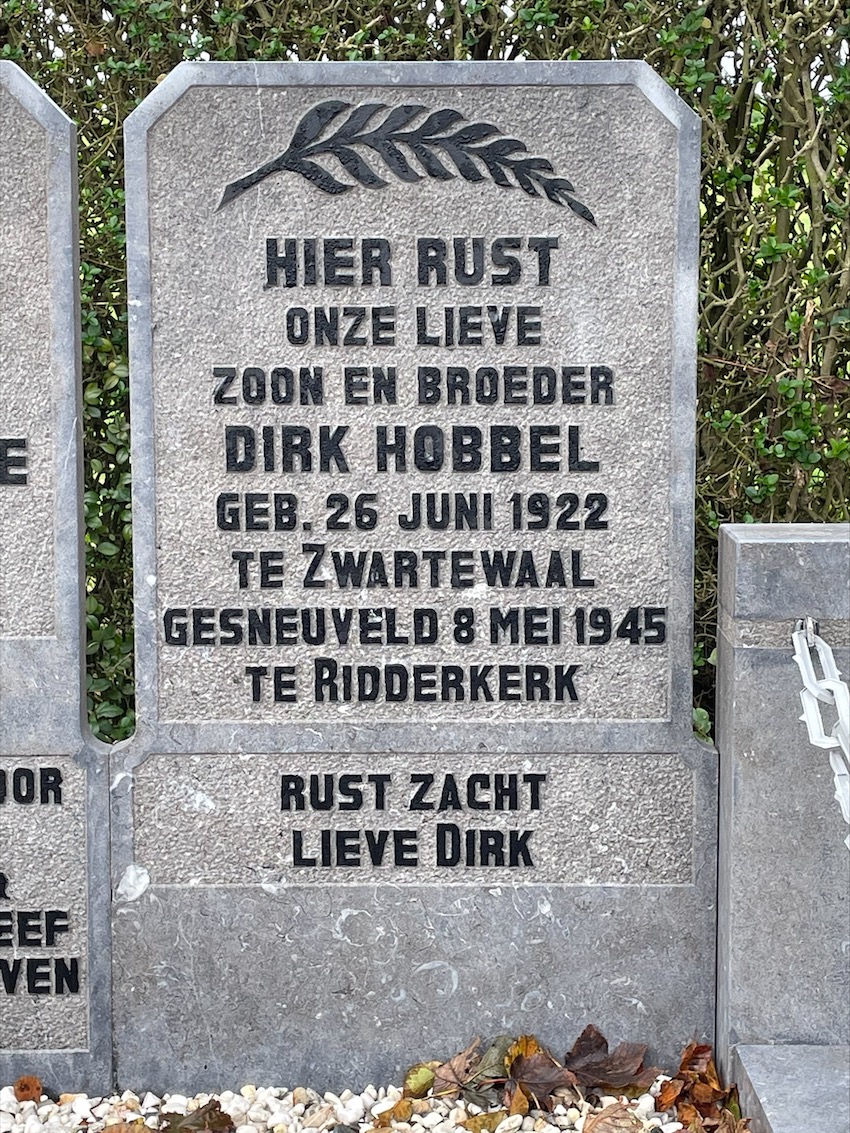 HIER RUST
ONZE LIEVE
ZOON EN BROEDER
DIRK HOBBEL
GEB. 26 JUNI 1922
TE ZWARTEWAAL
GESNEUVELD 8 MEI 1945
TE RIDDERKERK
RUST ZACHT
LIEVE DIRK